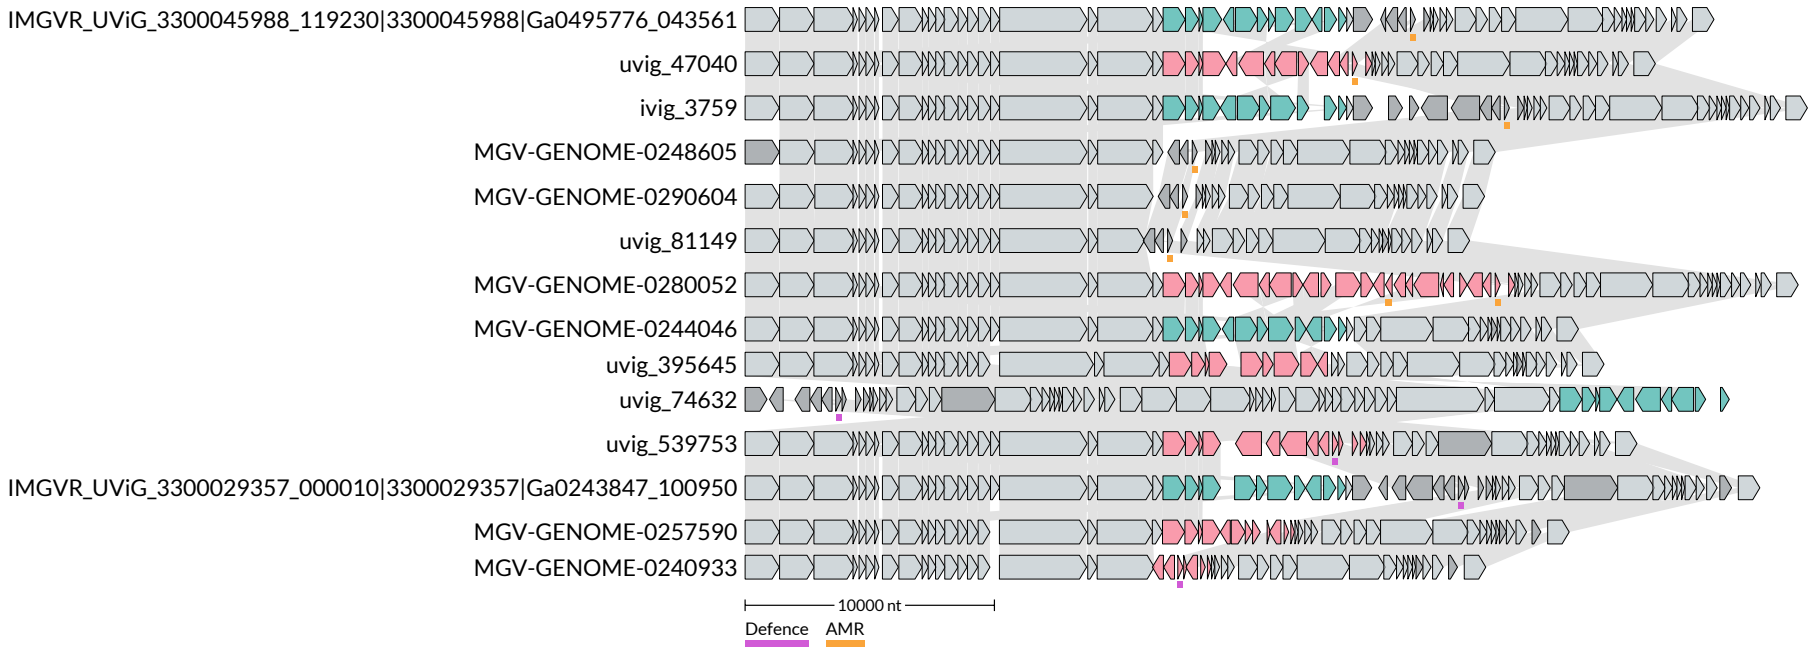 IMGVR_UViG_3300045988_119230|3300045988|Ga0495776_043561
uvig_47040
ivig_3759
MGV-GENOME-0248605
MGV-GENOME-0290604
uvig_81149
MGV-GENOME-0280052
MGV-GENOME-0244046
uvig_395645
uvig_74632
uvig_539753
IMGVR_UViG_3300029357_000010|3300029357|Ga0243847_100950
MGV-GENOME-0257590
MGV-GENOME-0240933
10000 nt
Defence AMR